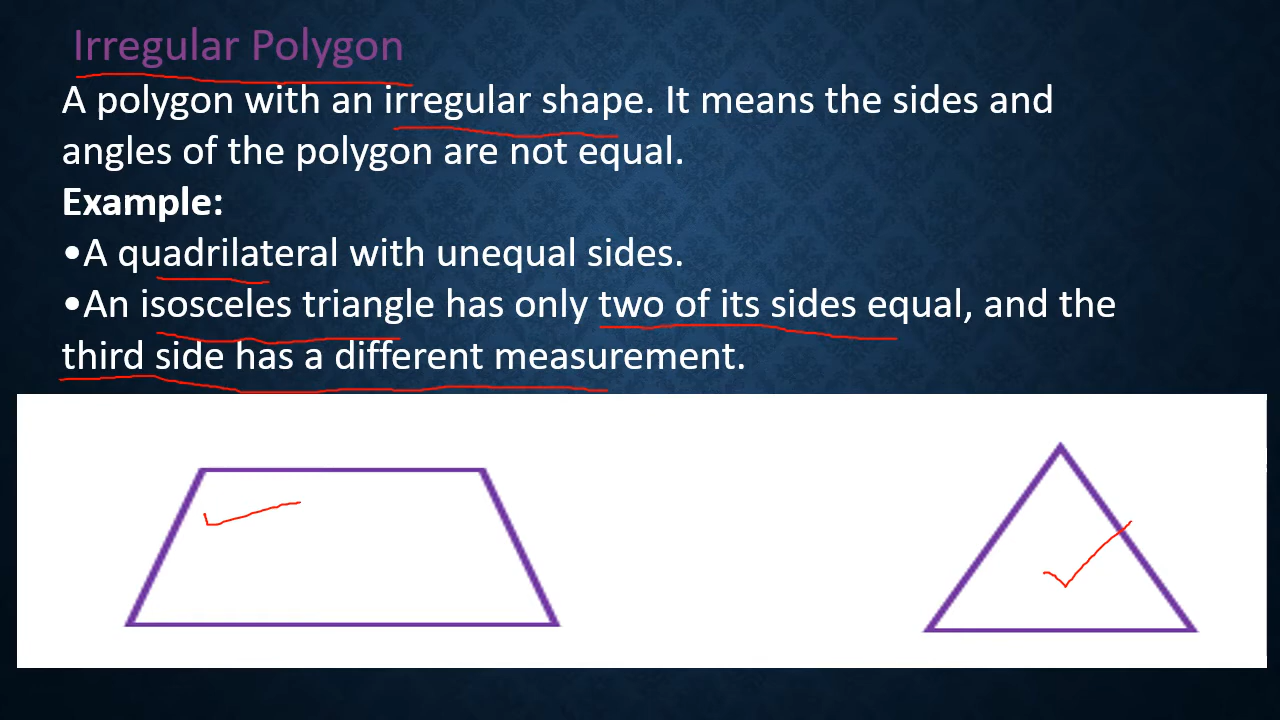 Irregular Polygon
A polygon with an irregular shape. It means the sides and
angles of the polygon are not equal.
Example:
•A quadrilateral with unequal sides.
•An isosceles triangle has only two of its sides equal, and the
third side has a different measurement.